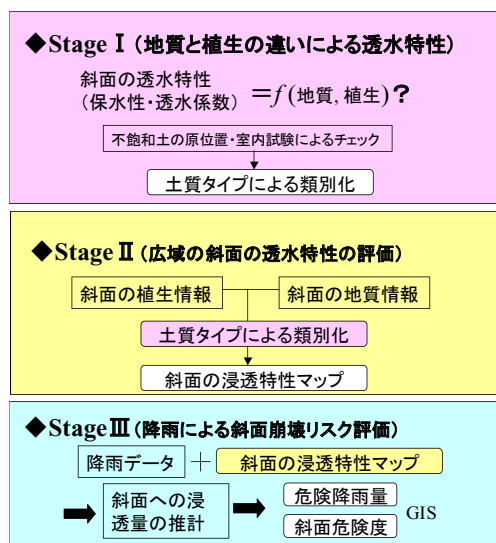 ◆Stage Ⅰ(地質と植生の違いによる透水特性)
斜面の透水特性
(保水性・透水係数) =f(地質,植生)?
不飽和土の原位置・室内試験によるチェック
土質タイプによる類別化
◆Stage Ⅱ(広域の斜面の透水特性の評価)
斜面の植生情報 斜面の地質情報
土質タイプによる類別化
斜面の浸透特性マップ
◆StageⅢ(降雨による斜面崩壊リスク評価)
降雨データ + 斜面の浸透特性マップ
斜面への浸
透量の推計
危険降雨量
斜面危険度
GIS